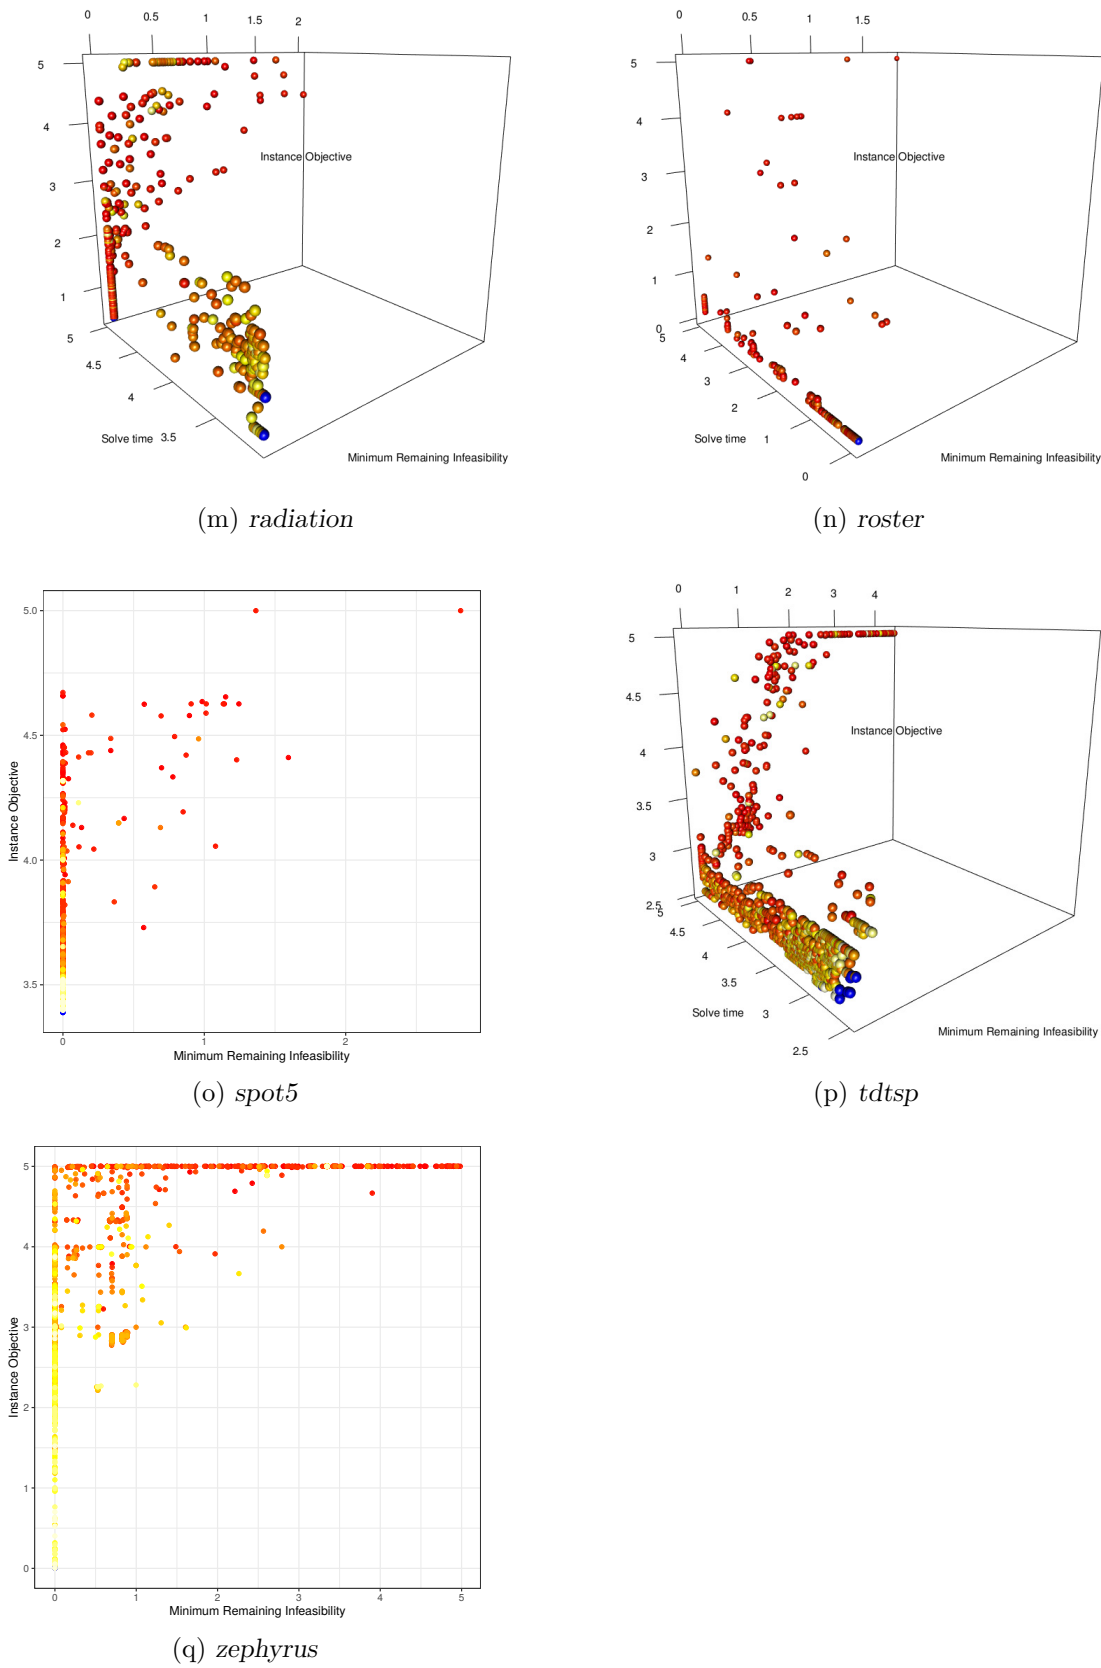 0 0.5 1 1.5 2
5
4
3
2
1
5
4.5
4
3.5
Instance Objective
Solve time
Minimum Remaining Infeasibility
(m) radiation
0 0.5 1 1.5
5
4
3
2
1
0
5
4
3
2
1
0
Instance Objective
Solve time
Minimum Remaining Infeasibility
(n) roster
5.0
4.5
4.0
3.5
Instance Objective
0 1 2
Minimum Remaining Infeasibility
(o) spot5
0 1 2 3 4
5
4.5
4
3.5
3
2.5
5
4.5
4
3.5
3
2.5
Instance Objective
Solve time
Minimum Remaining Infeasibility
(p) tdtsp
5
4
3
2
1
0
Instance Objective
0 1 2 3 4 5
Minimum Remaining Infeasibility
(q) zephyrus